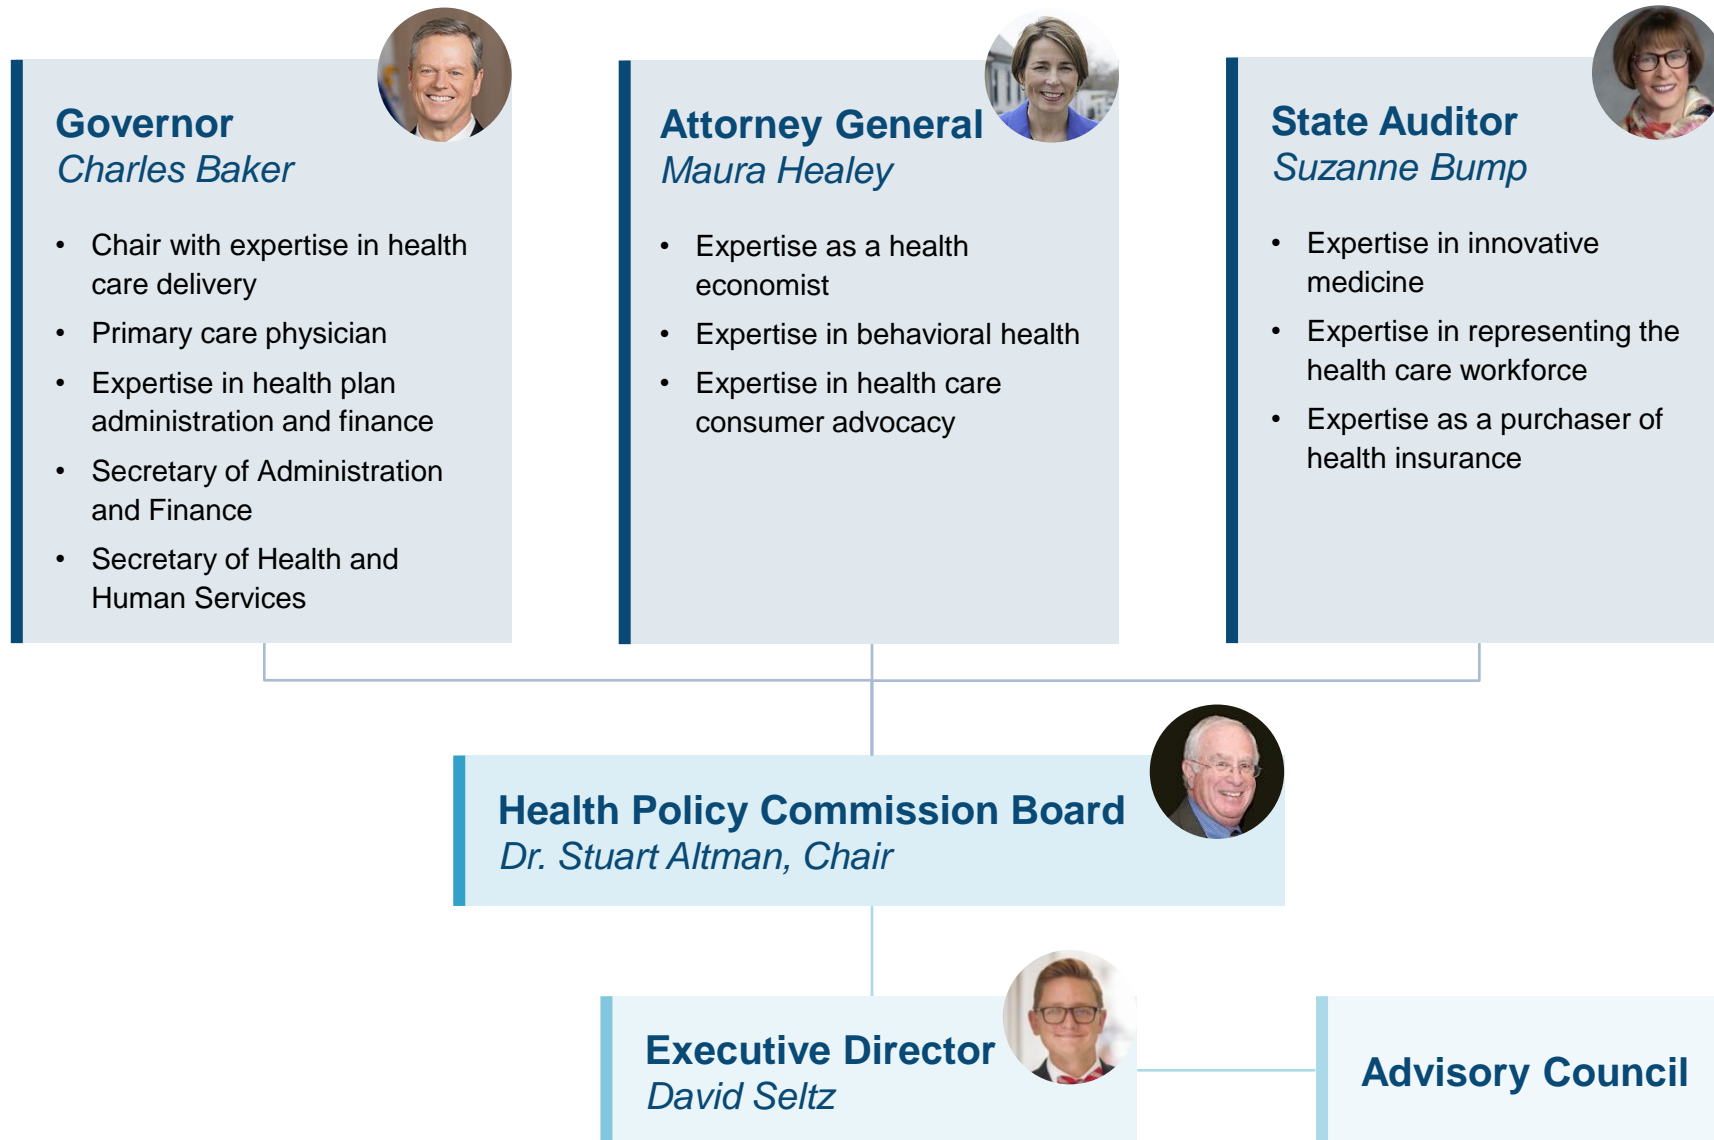 Governor
Charles Baker
• Chair with expertise in health
care delivery
• Primary care physician
• Expertise in health plan
administration and finance
• Secretary of Administration
and Finance
• Secretary of Health and
Human Services
Attorney General
Maura Healey
• Expertise as a health
economist
• Expertise in behavioral health
• Expertise in health care
consumer advocacy
State Auditor
Suzanne Bump
• Expertise in innovative
medicine
• Expertise in representing the
health care workforce
• Expertise as a purchaser of
health insurance
Health Policy Commission Board
Dr. Stuart Altman, Chair
Executive Director
David Seltz
Advisory Council